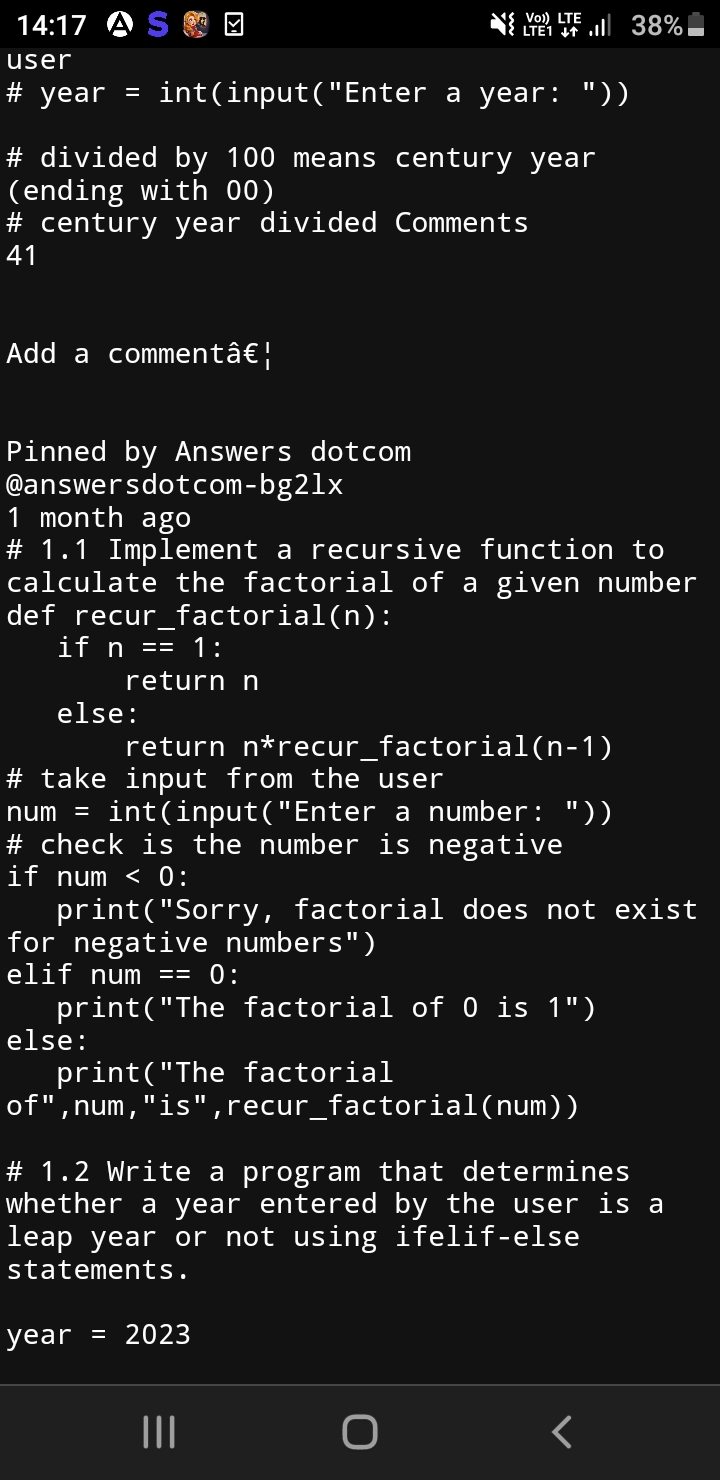 14:17
Vo)) LTE
LTE1
38%
user
# year = int(input("Enter a year: "))
# divided by 100 means century year
(ending with 00)
# century year divided Comments
41
Add a commentâ€¦
Pinned by Answers dotcom
@answersdotcom-bg2lx
1 month ago
# 1.1 Implement a recursive function to
calculate the factorial of a given number
def recur_factorial(n):
   if n == 1:
       return n
   else:
       return n*recur_factorial(n-1)
# take input from the user
num = int(input("Enter a number: "))
# check is the number is negative
if num < 0:
   print("Sorry, factorial does not exist
for negative numbers")
elif num == 0:
   print("The factorial of 0 is 1")
else:
   print("The factorial
of",num,"is",recur_factorial(num))
# 1.2 Write a program that determines
whether a year entered by the user is a
leap year or not using ifelif-else
statements.
year = 2023